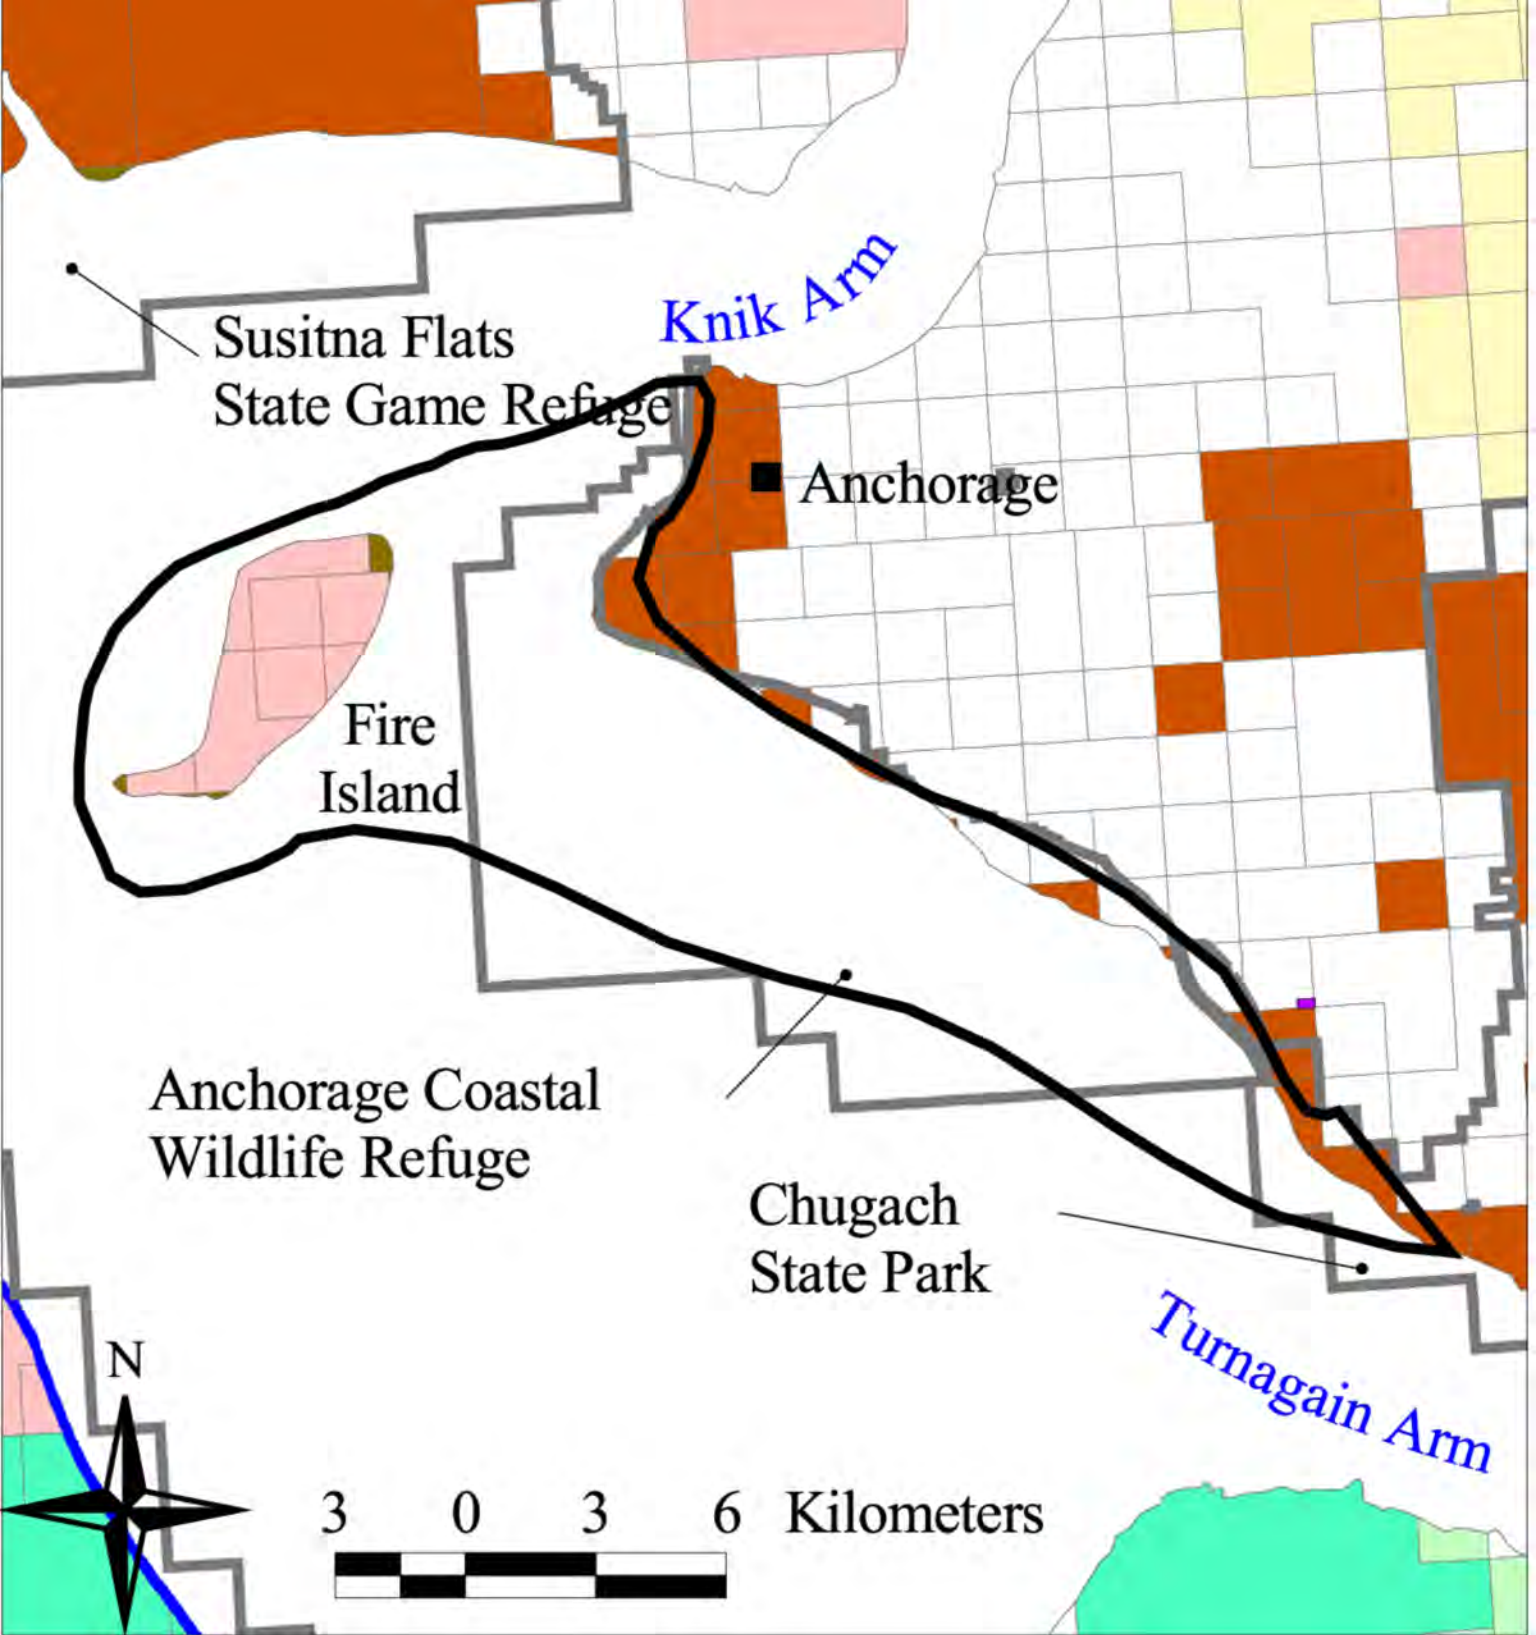 Knik Arm
Susitna Flats
State Game Refuge
Anchorage
Fire
Island
Anchorage Coastal
Wildlife Refuge
Chugach
State Park
Turnagain Arm
N
3 0 3 6 Kilometers